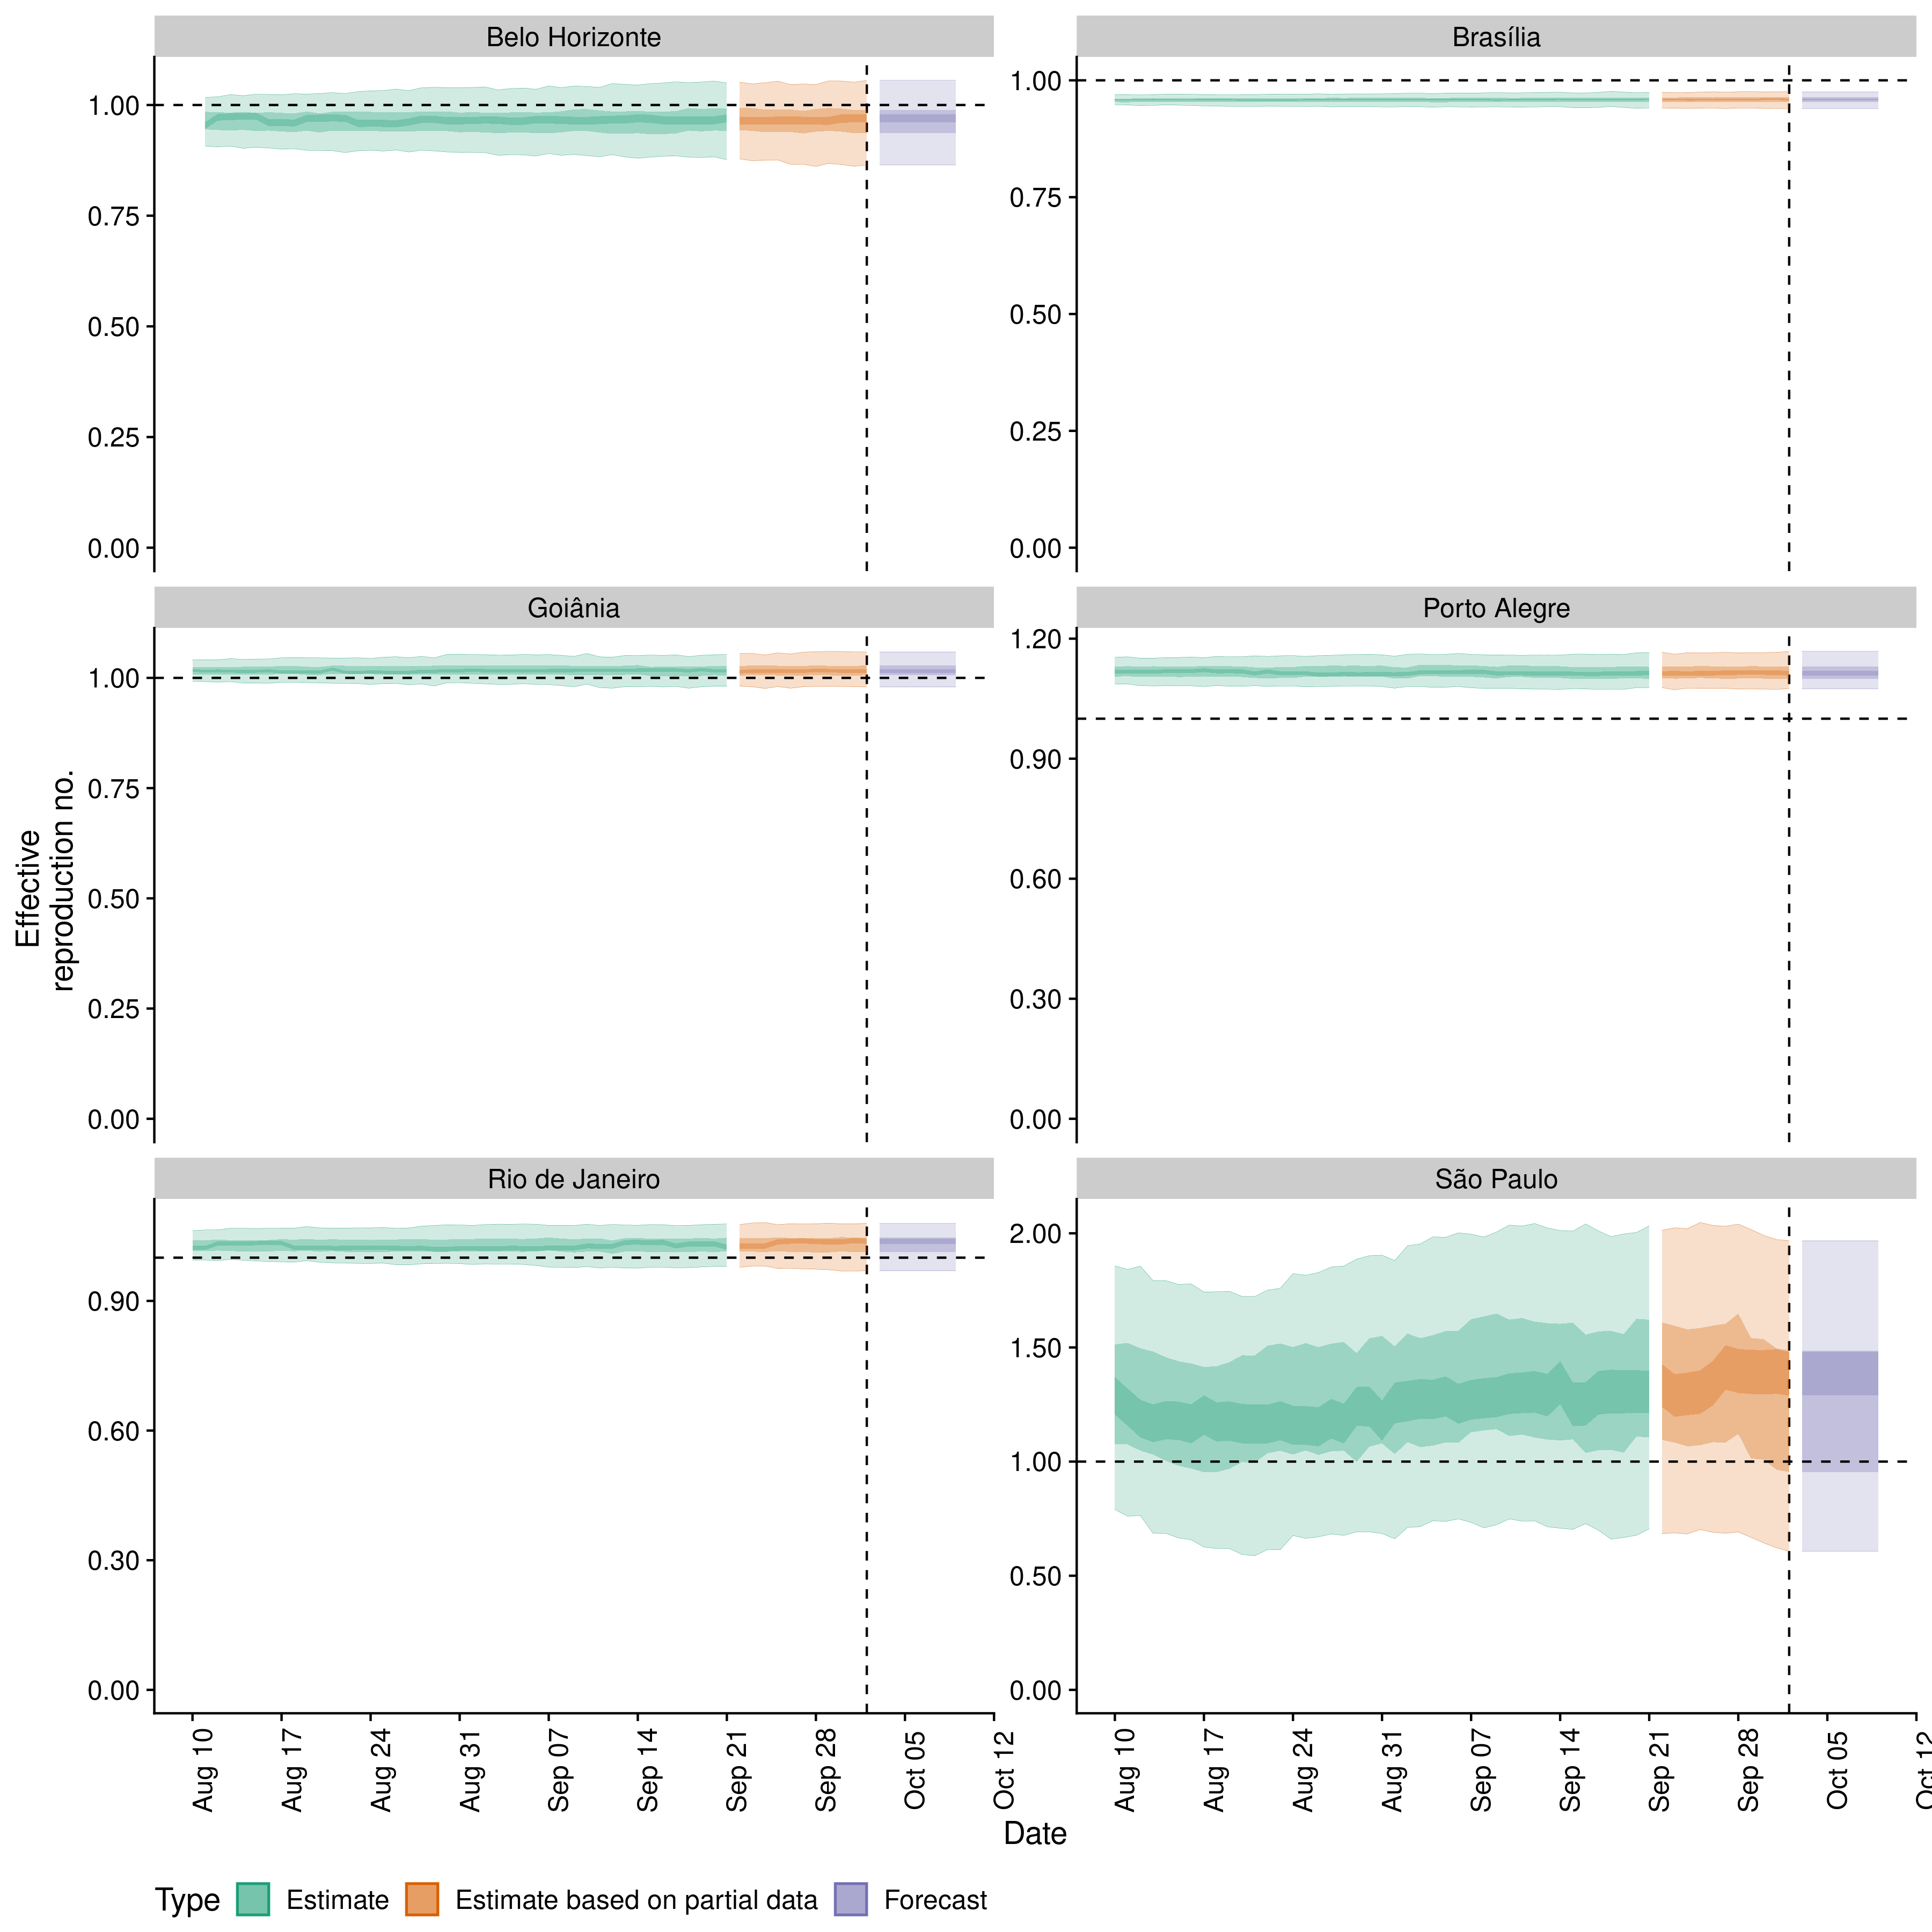 Belo Horizonte
Brasília
1.00
0.75
0.50
0.25
0.00
1.00
0.75
0.50
0.25
0.00
Goiânia
Porto Alegre
1.00
0.75
0.50
0.25
0.00
1.20
0.90
0.60
0.30
0.00
Rio de Janeiro
São Paulo
0.90
0.60
0.30
0.00
2.00
1.50
1.00
0.50
0.00
Effective
reproduction no.
Aug 10
Aug 17
Aug 24
Aug 31
Sep 07
Sep 14
Sep 21
Sep 28
Oct 05
Oct 12
Aug 10
Aug 17
Aug 24
Aug 31
Sep 07
Sep 14
Sep 21
Sep 28
Oct 05
Oct 12
Date
Type Estimate Estimate based on partial data Forecast